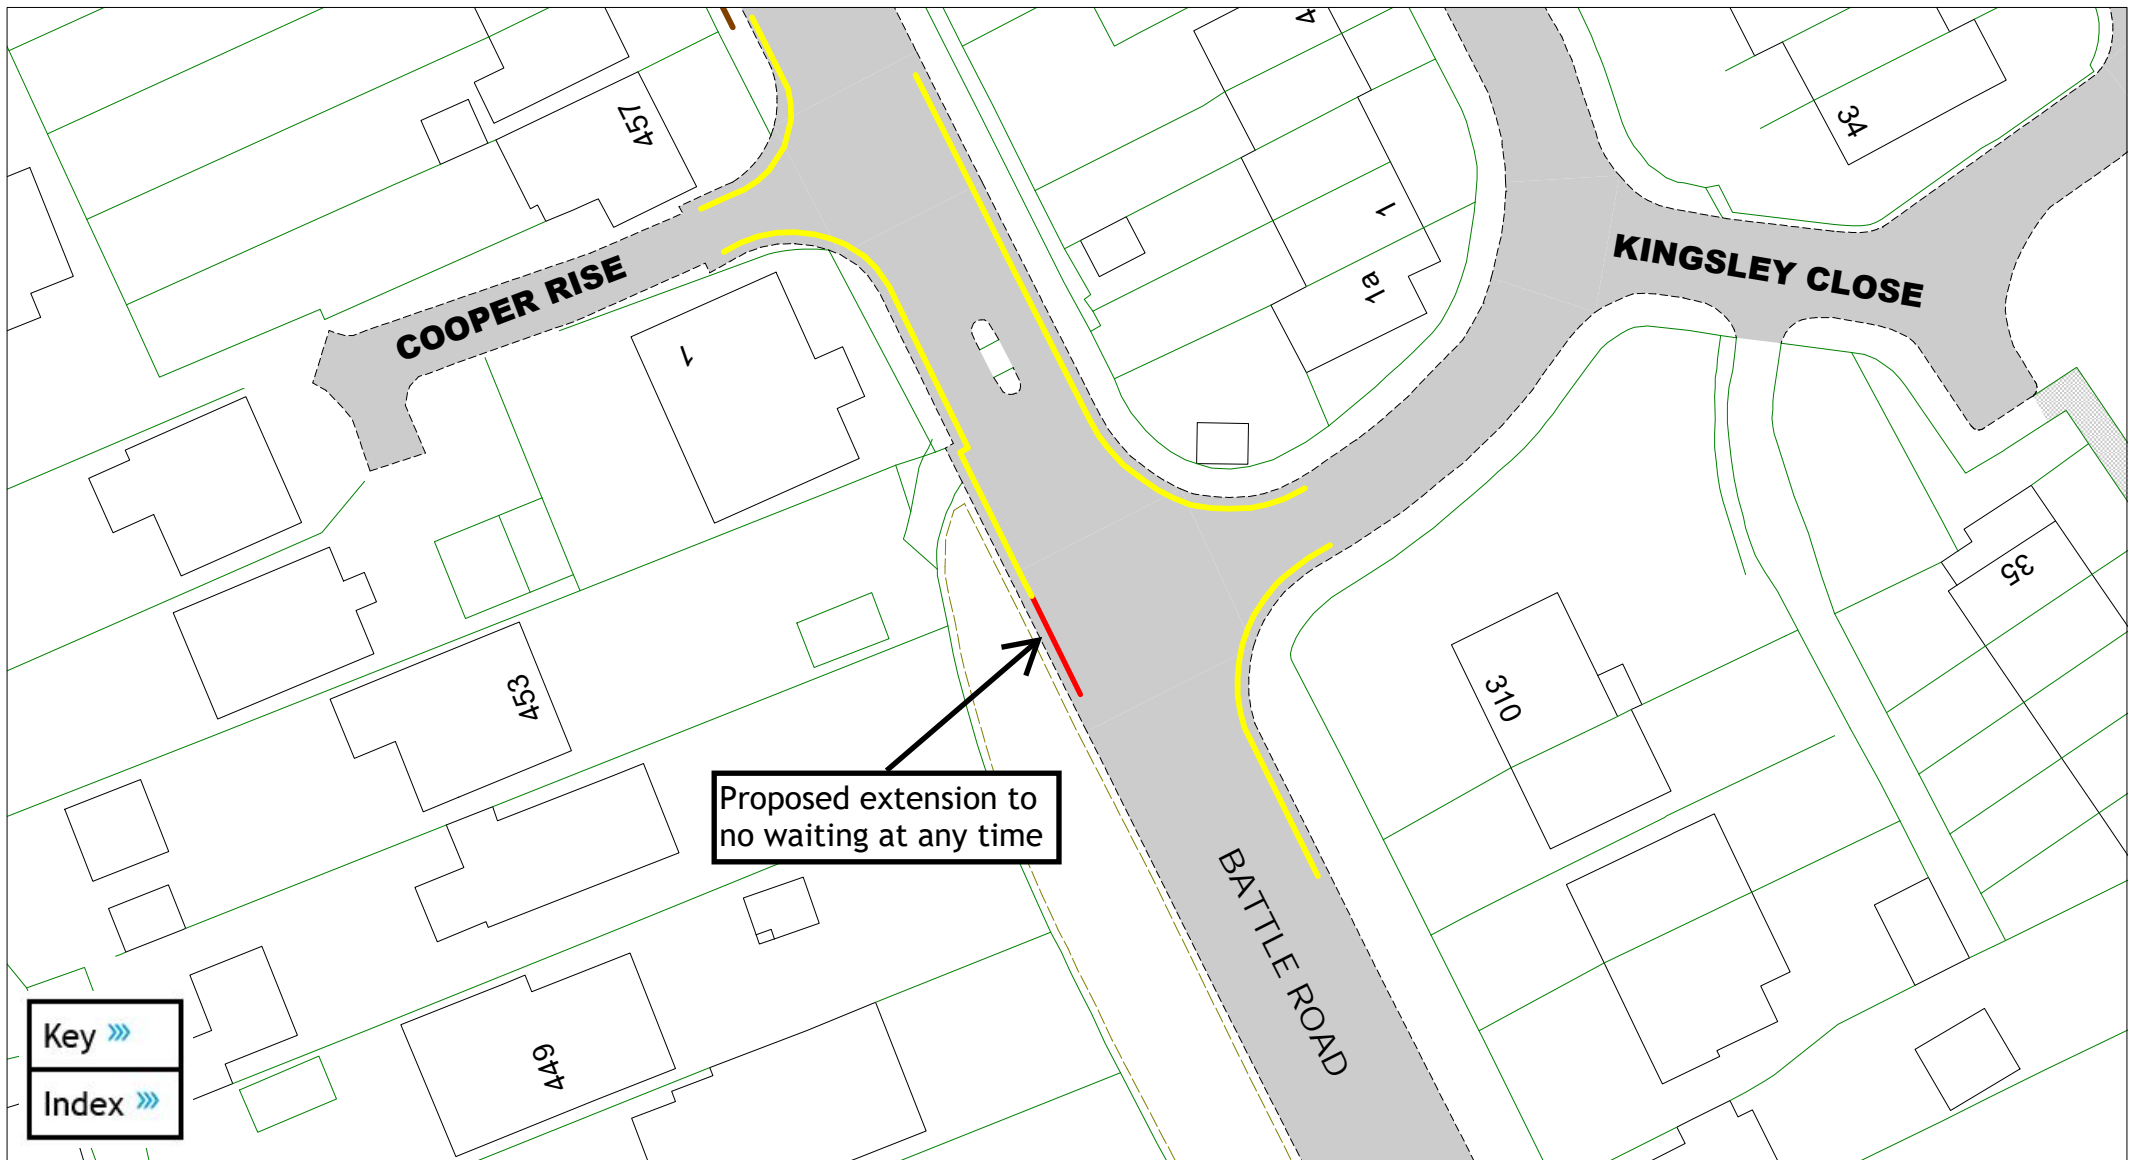 4
457
34
1
1a
KINGSLEY CLOSE
COOPER RISE
1
35
453
310
Proposed extension to
no waiting at any time
BATTLE ROAD
Key »»
Index »»
449